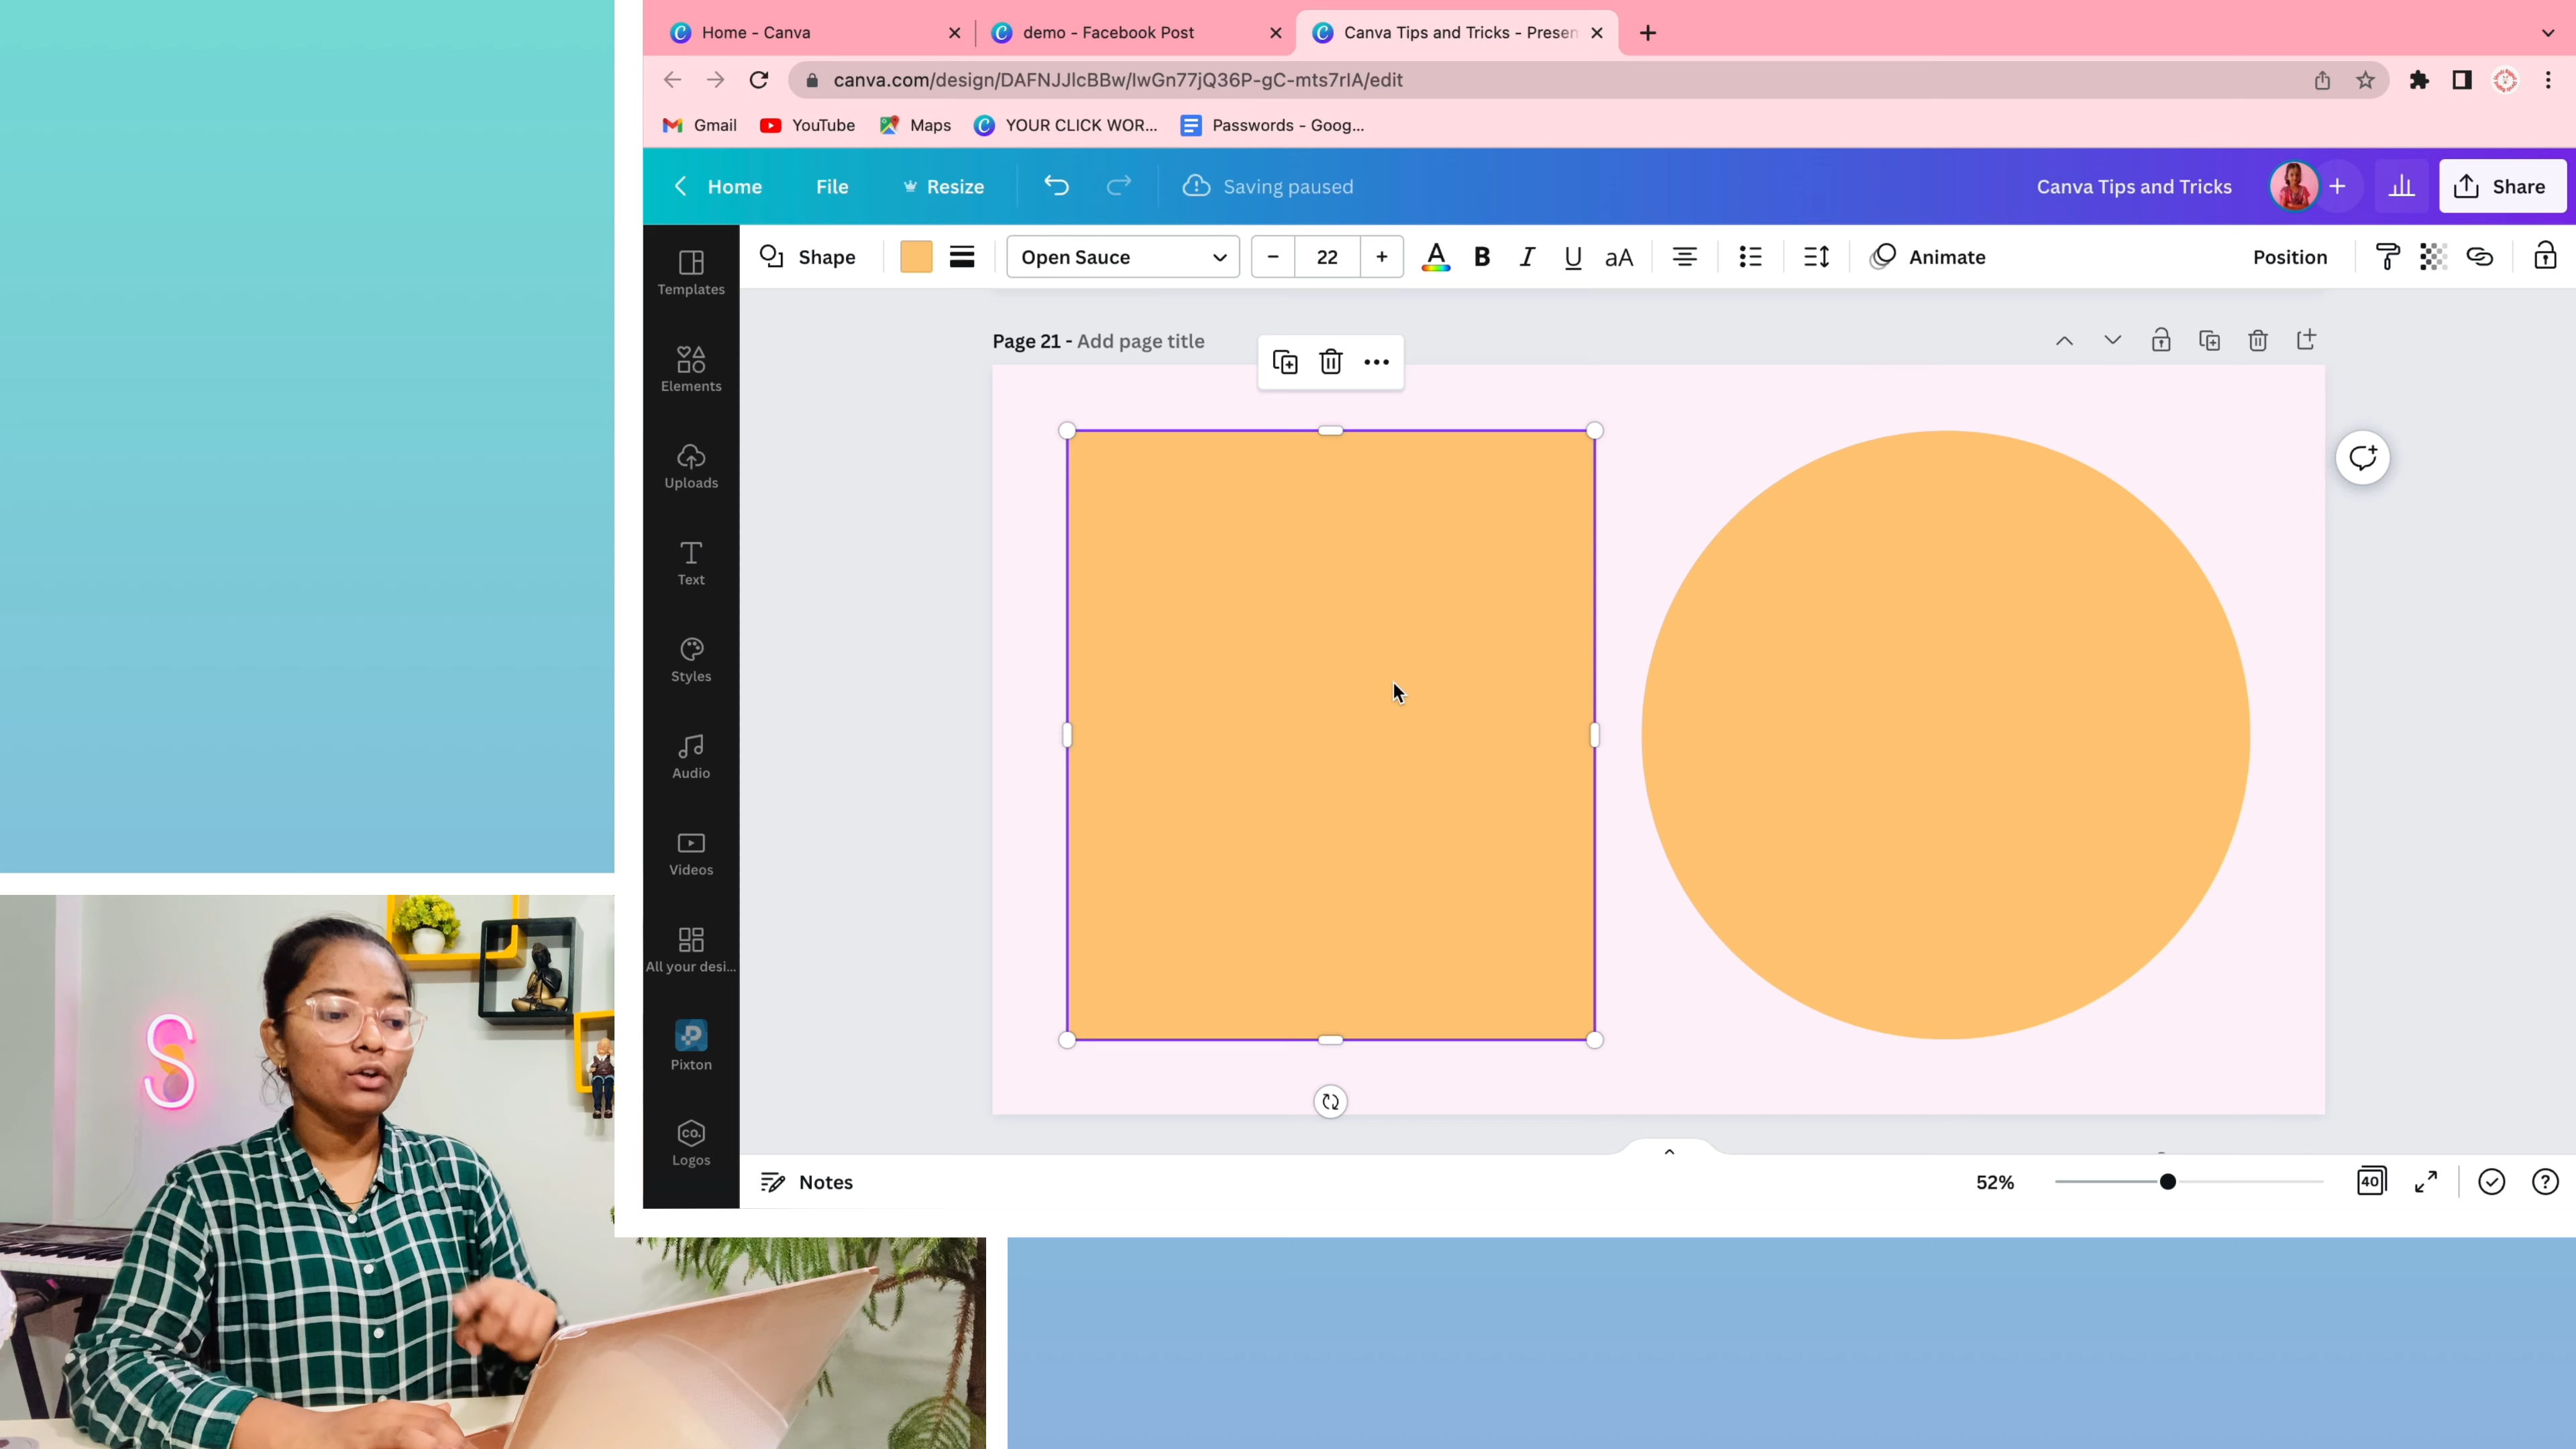 Home - Canva
demo - Facebook Post
Canva Tips and Tricks - Presen
canva.com/design/DAFNJJlcBBw/IwGn77jQ36P-gC-mts7rIA/edit
Gmail
YouTube
Maps
YOUR CLICK WOR...
Passwords - Goog...
Home
File
Resize
Saving paused
Canva Tips and Tricks
Share
Shape
Open Sauce
22
A
B
I
U
aA
Animate
Position
Templates
Elements
Uploads
Text
Styles
Audio
Videos
All your desi...
Pixton
CO.
Logos
Page 21 - Add page title
Notes
52%
40
S